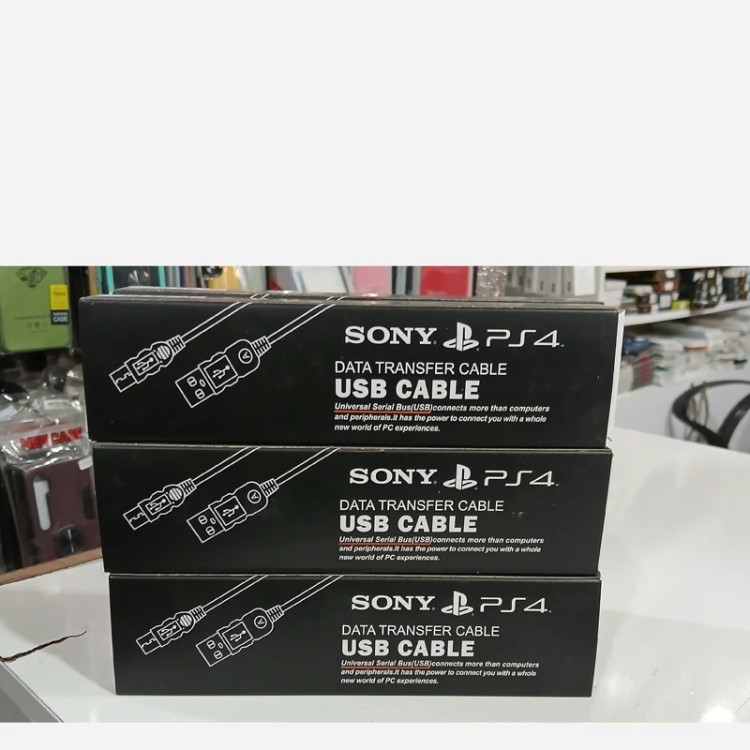 SONY PS4
DATA TRANSFER CABLE
USB CABLE
Universal Serial Bus(USB)connects more than computers
and peripherals.it has the power to connect you with a whole
new world of PC experiences.
SONY PS4
DATA TRANSFER CABLE
USB CABLE
Universal Serial Bus(USB)connects more than computers
and peripherals.it has the power to connect you with a whole
new world of PC experiences.
SONY PS4
DATA TRANSFER CABLE
USB CABLE
Universal Serial Bus(USB)connects more than computers
and peripherals.it has the power to connect you with a whole
new world of PC experiences.